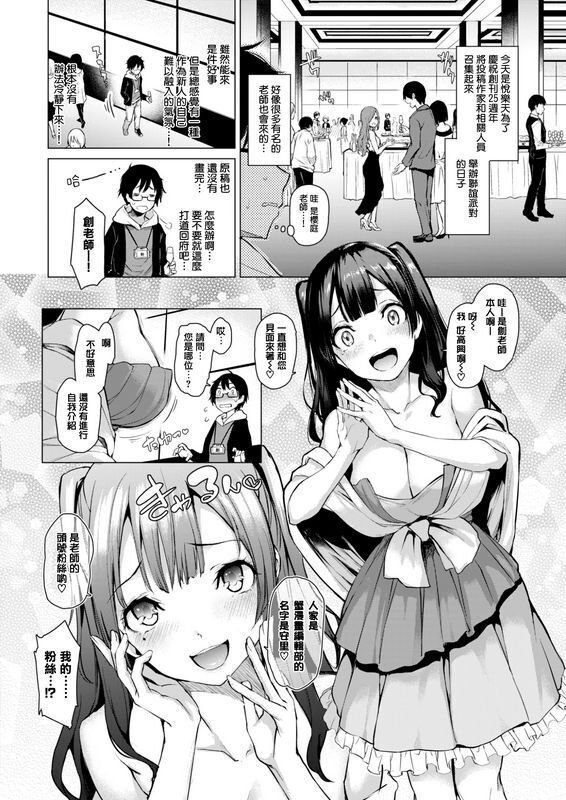 今天是悅樂天為了
慶祝創刊25週年
將投稿作家和相關人員
召集起來
舉辦聯誼派對
的日子
好像很多有名的
老師也會來的…
哇 是櫻庭
老師…!
雖然能來
是件好事
但是總感覺有一種
作為新人的自己
難以融入的氣氛…!
根本沒有
辦法冷靜下來…!
哈—
原稿也
還沒有
畫完…
怎麼辦啊…
要不要就這麼
打道回府吧…
創老師—!
哇—是創老師
本人啊—
呀~
我 好高興啊~♡
一直想和您
見面來著~♡
哎…
請問…
您是哪位…?
啊
不好意思
還沒有進行
自我介紹
たゆんっ
きゃるん♡
人家是
蟹漫畫編輯部的
名字是安里♡
是老師的
頭號粉絲喲♡
我的……
粉絲…!?